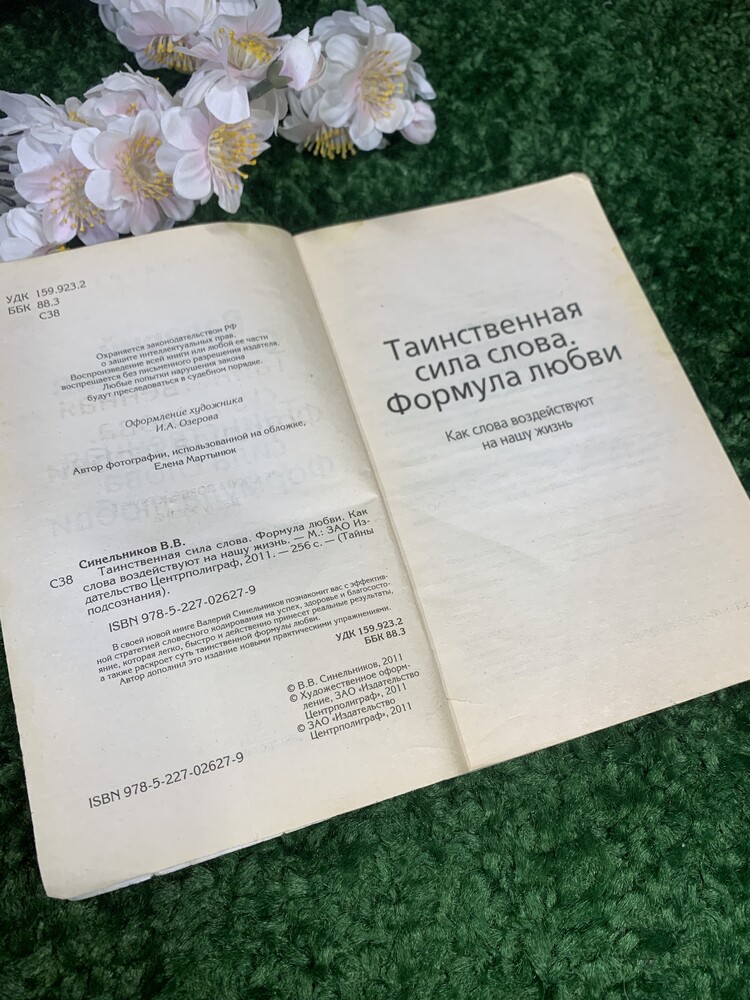 УДК 159.923.2
ББК 88.3
С38
Охраняется законодательством РФ
о защите интеллектуальных прав.
Воспроизведение всей книги или любой ее части
воспрещается без письменного разрешения издателя.
Любые попытки нарушения закона
будут преследоваться в судебном порядке.
Оформление художника
И.А. Озерова
Автор фотографии, использованной на обложке,
Елена Мартынюк
Синельников В.В.
С38 Таинственная сила слова. Формула любви. Как
слова воздействуют на нашу жизнь. — М.: ЗАО Из-
дательство Центрполиграф, 2011. — 256 с. — (Тайны
подсознания).
ISBN 978-5-227-02627-9
В своей новой книге Валерий Синельников познакомит вас с эффектив-
ной стратегией словесного кодирования на успех, здоровье и благосостоя-
яние, которая легко, быстро и действенно принесет реальные результаты,
а также раскроет суть таинственной формулы любви.
Автор дополнил это издание новыми практическими упражнениями.
УДК 159.923.2
ББК 88.3
© В.В. Синельников, 2011
© Художественное оформ-
ление, ЗАО «Издательство
Центрполиграф», 2011
© ЗАО «Издательство
Центрполиграф», 2011
ISBN 978-5-227-02627-9
Таинственная
сила слова.
Формула любви
Как слова воздействуют
на нашу жизнь